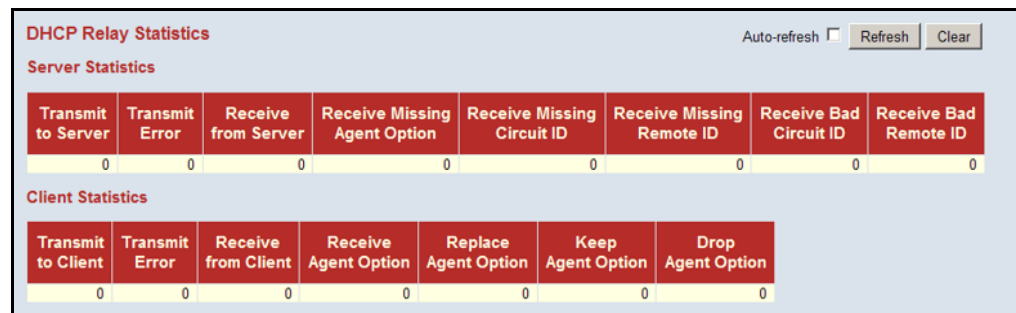 DHCP Relay Statistics
Auto-refresh Refresh Clear
Server Statistics
Transmit to Server Transmit Error Receive from Server Receive Missing Agent Option Receive Missing Circuit ID Receive Missing Remote ID Receive Bad Circuit ID Receive Bad Remote ID
0 0 0 0 0 0 0 0
Client Statistics
Transmit to Client Transmit Error Receive from Client Receive Agent Option Replace Agent Option Keep Agent Option Drop Agent Option
0 0 0 0 0 0 0